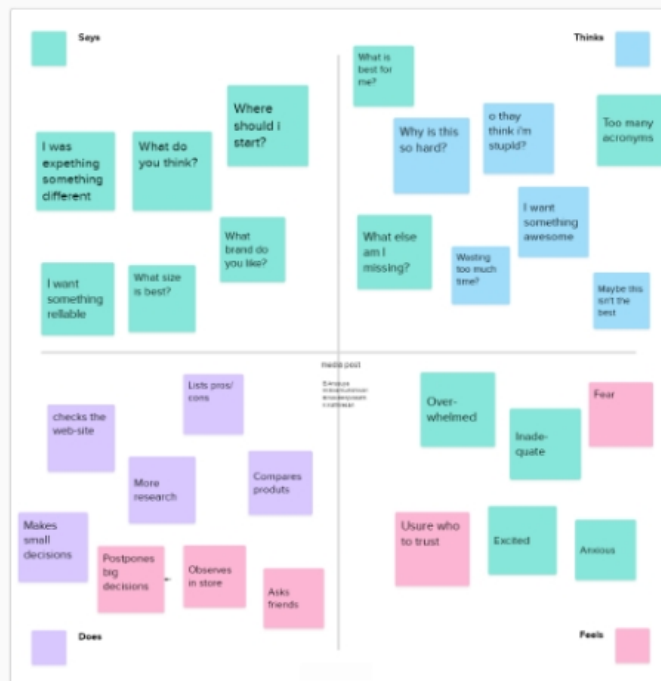 Says
Where
should i
start?
I was
expething
something
different
What do
you think?
What
brand do
you like?
I want
something
reliable
What size
is best?
Thinks
What is
best for
me?
Why is this
so hard?
o they
think i'm
stupid?
Too many
acronyms
I want
something
awesome
What else
am I
missing?
Wasting
too much
time?
Maybe this
isn't the
best
media post
Lists pros/
cons
checks the
web-site
More
research
Compares
produts
Makes
small
decisions
Postpones
big
decisions
Observes
in store
Asks
friends
Does
Over-
whelmed
Inade-
quate
Fear
Usure who
to trust
Excited
Anxious
Feels